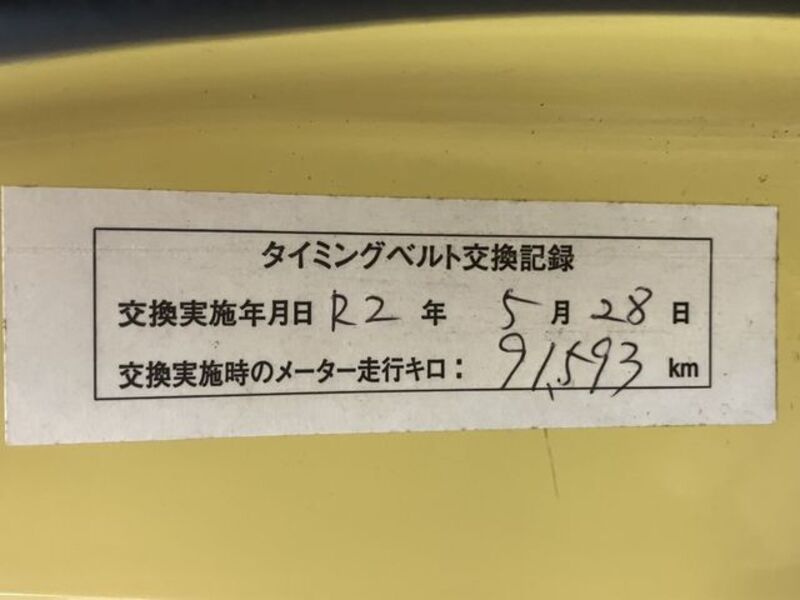 タイミングベルト交換記録
交換実施年月日 R2 年 5 月 28 日
交換実施時のメーター走行キロ： 91,593 km